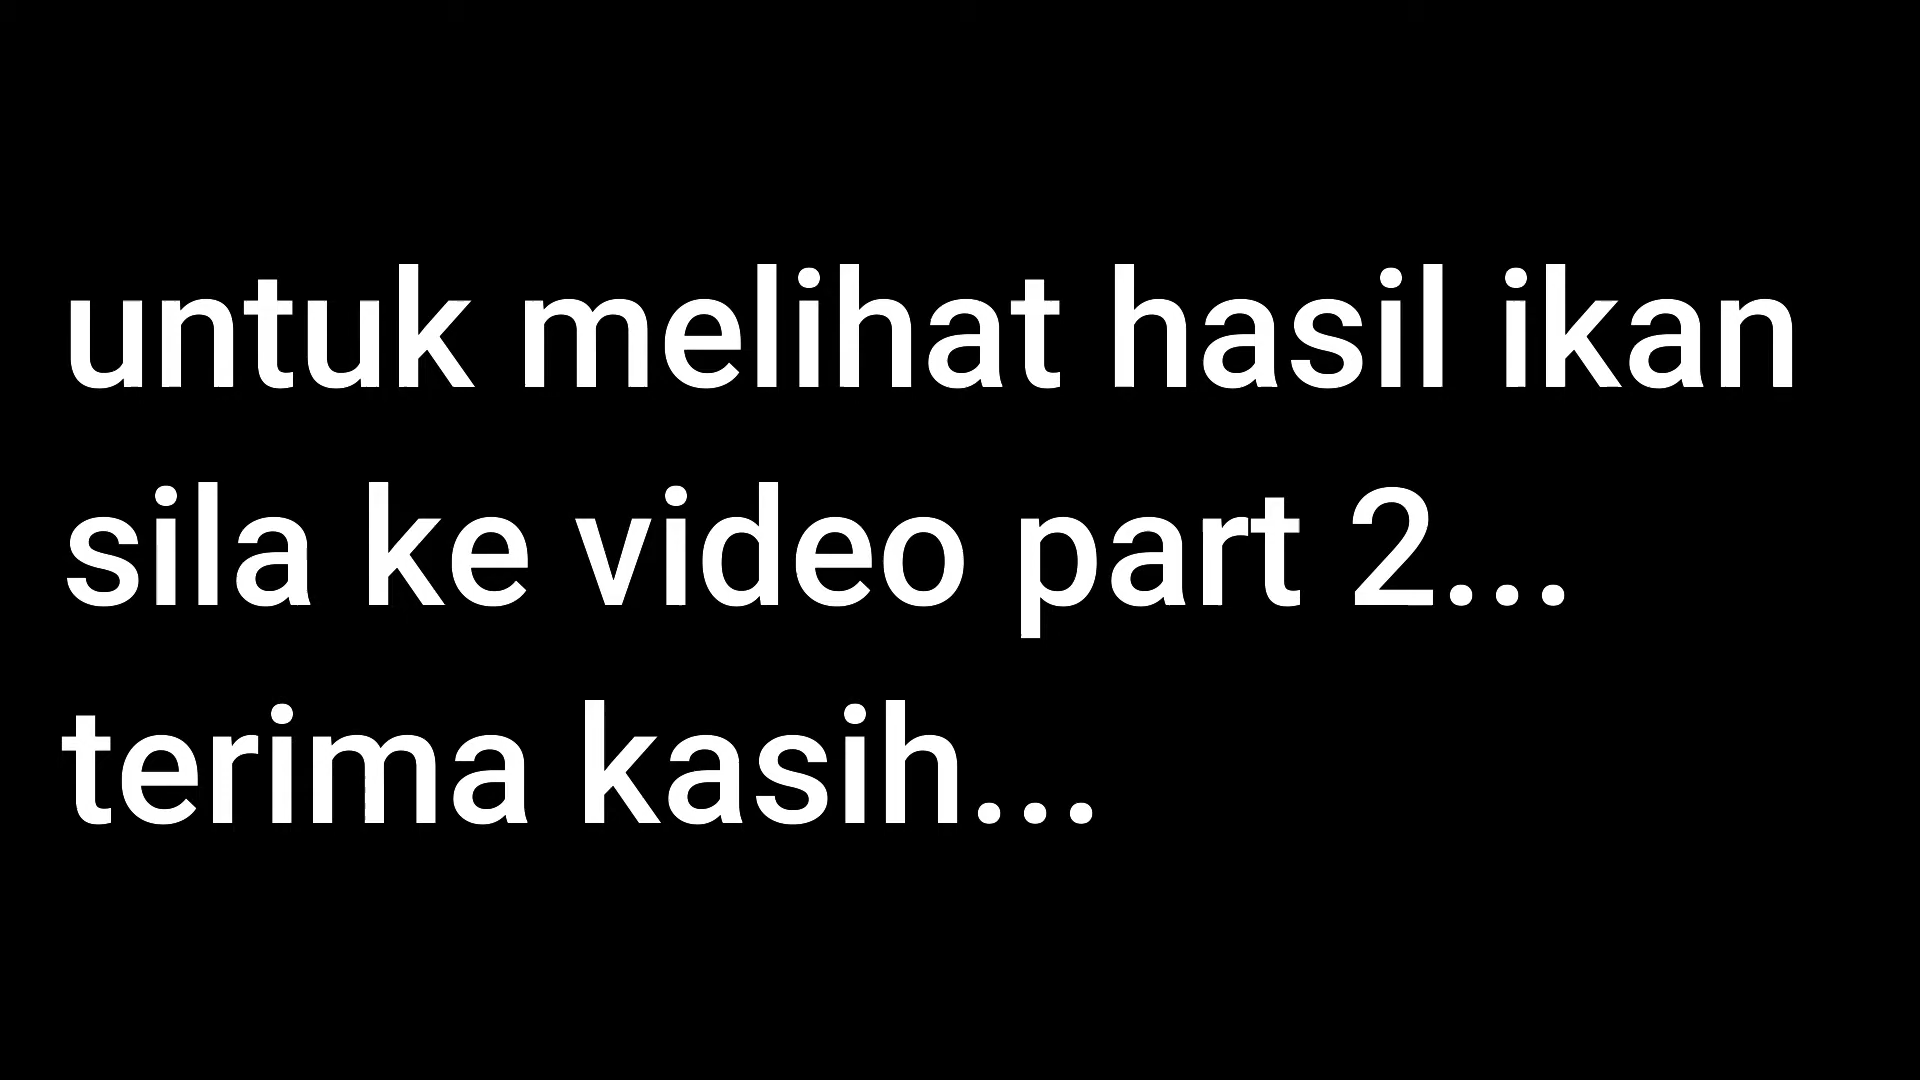 untuk melihat hasil ikan
sila ke video part 2...
terima kasih...